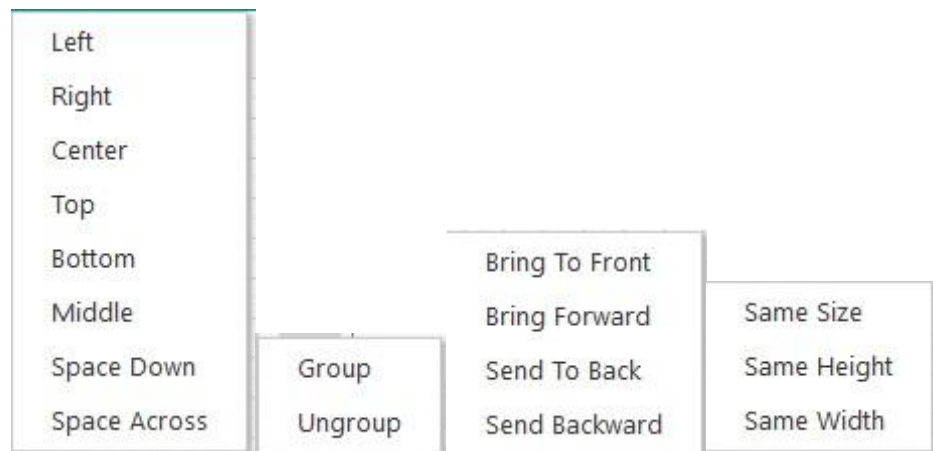 Left
Right
Center
Top
Bottom
Middle
Space Down
Space Across
Group
Ungroup
Bring To Front
Bring Forward
Send To Back
Send Backward
Same Size
Same Height
Same Width